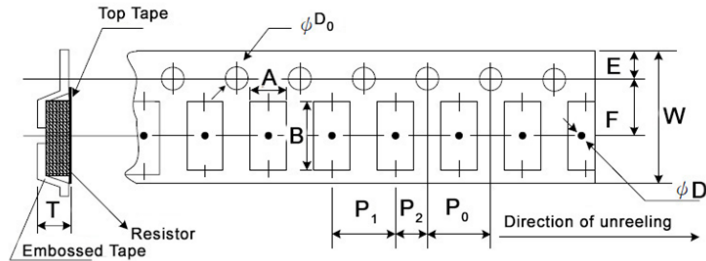 Top Tape
ϕD₀
E
A
F
W
B
ϕD
T
P₁
P₂
P₀
Direction of unreeling
Resistor
Embossed Tape